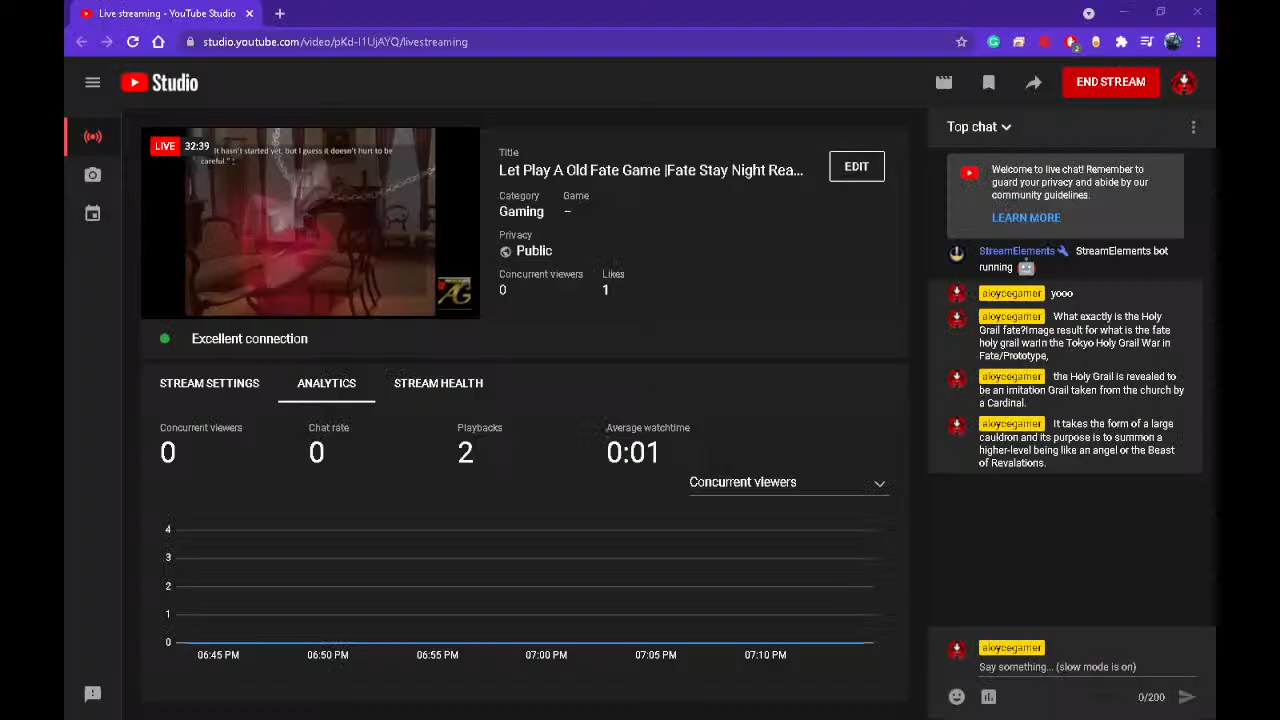 Live streaming - YouTube Studio
studio.youtube.com/video/pKd-I1UjAYQ/livestreaming
Studio
END STREAM
LIVE 32:39
It hasn't started yet, but I guess it doesn't hurt to be
careful."
Title
Let Play A Old Fate Game |Fate Stay Night Rea...
EDIT
Category Game
Gaming –
Privacy
Public
Concurrent viewers Likes
0 1
Excellent connection
STREAM SETTINGS ANALYTICS STREAM HEALTH
Concurrent viewers Chat rate Playbacks Average watchtime
0 0 2 0:01
Concurrent viewers
4
3
2
1
0
06:45 PM 06:50 PM 06:55 PM 07:00 PM 07:05 PM 07:10 PM
Top chat
Welcome to live chat! Remember to
guard your privacy and abide by our
community guidelines.
LEARN MORE
StreamElements StreamElements bot
running
aloycegamer yooo
aloycegamer What exactly is the Holy
Grail fate?Image result for what is the fate
holy grail warIn the Tokyo Holy Grail War in
Fate/Prototype,
aloycegamer the Holy Grail is revealed to
be an Imitation Grail taken from the church by
a Cardinal.
aloycegamer It takes the form of a large
cauldron and its purpose is to summon a
higher-level being like an angel or the Beast
of Revalations.
aloycegamer
Say something... (slow mode is on)
0/200